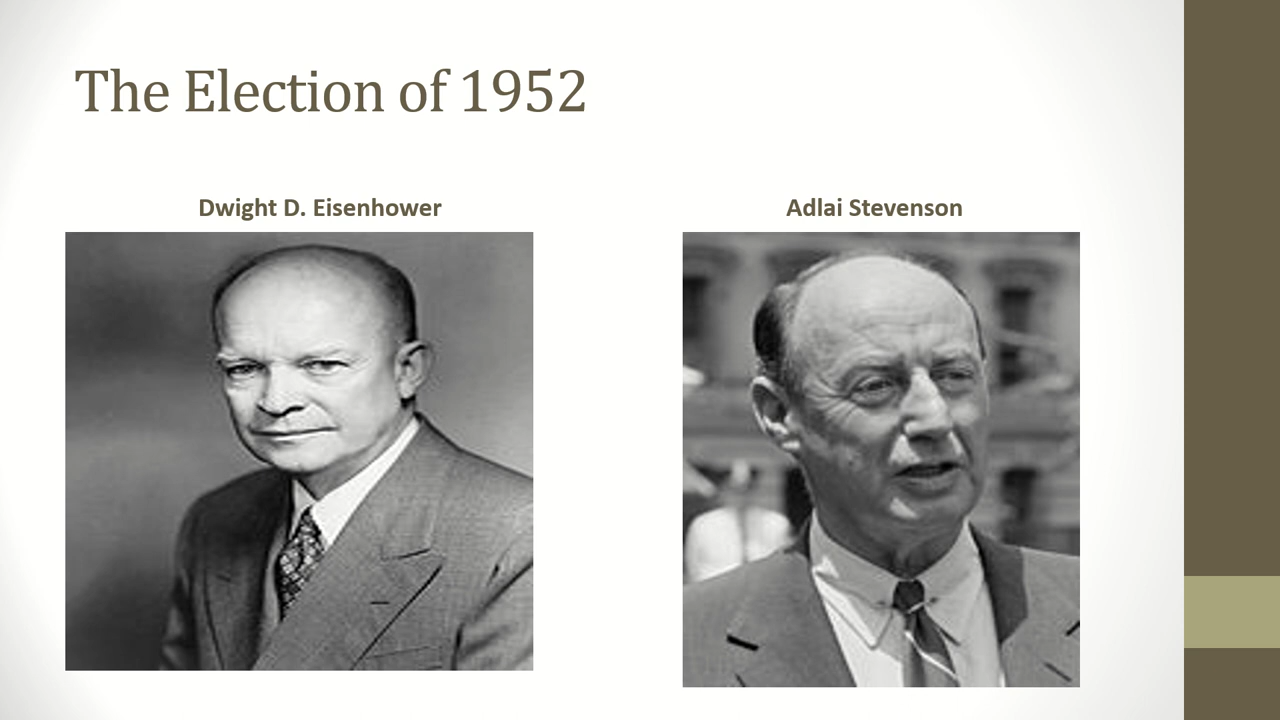 The Election of 1952
Dwight D. Eisenhower
Adlai Stevenson